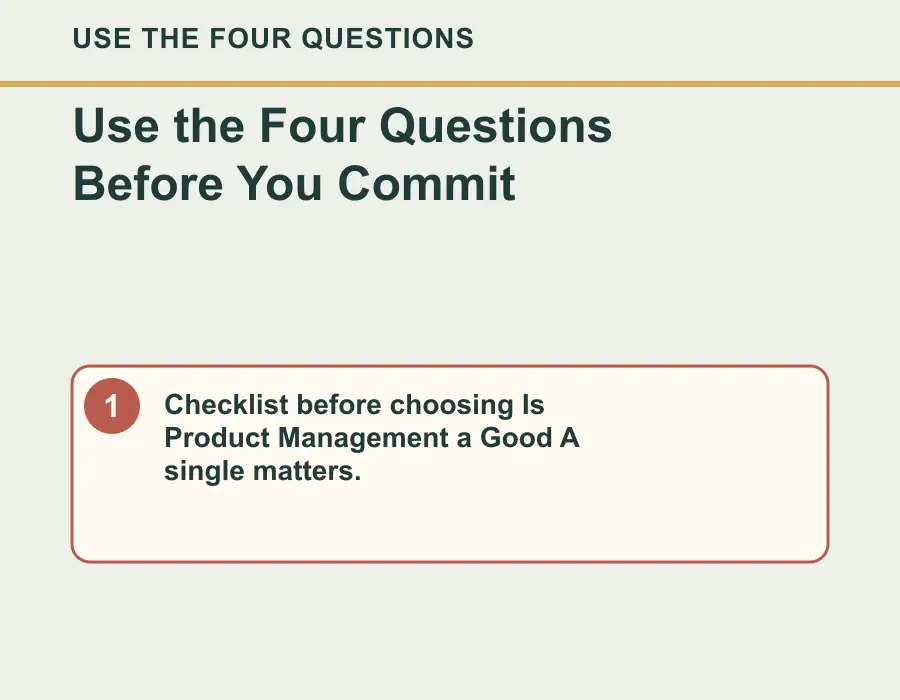 USE THE FOUR QUESTIONS
Use the Four Questions
Before You Commit
1
Checklist before choosing Is
Product Management a Good A
single matters.